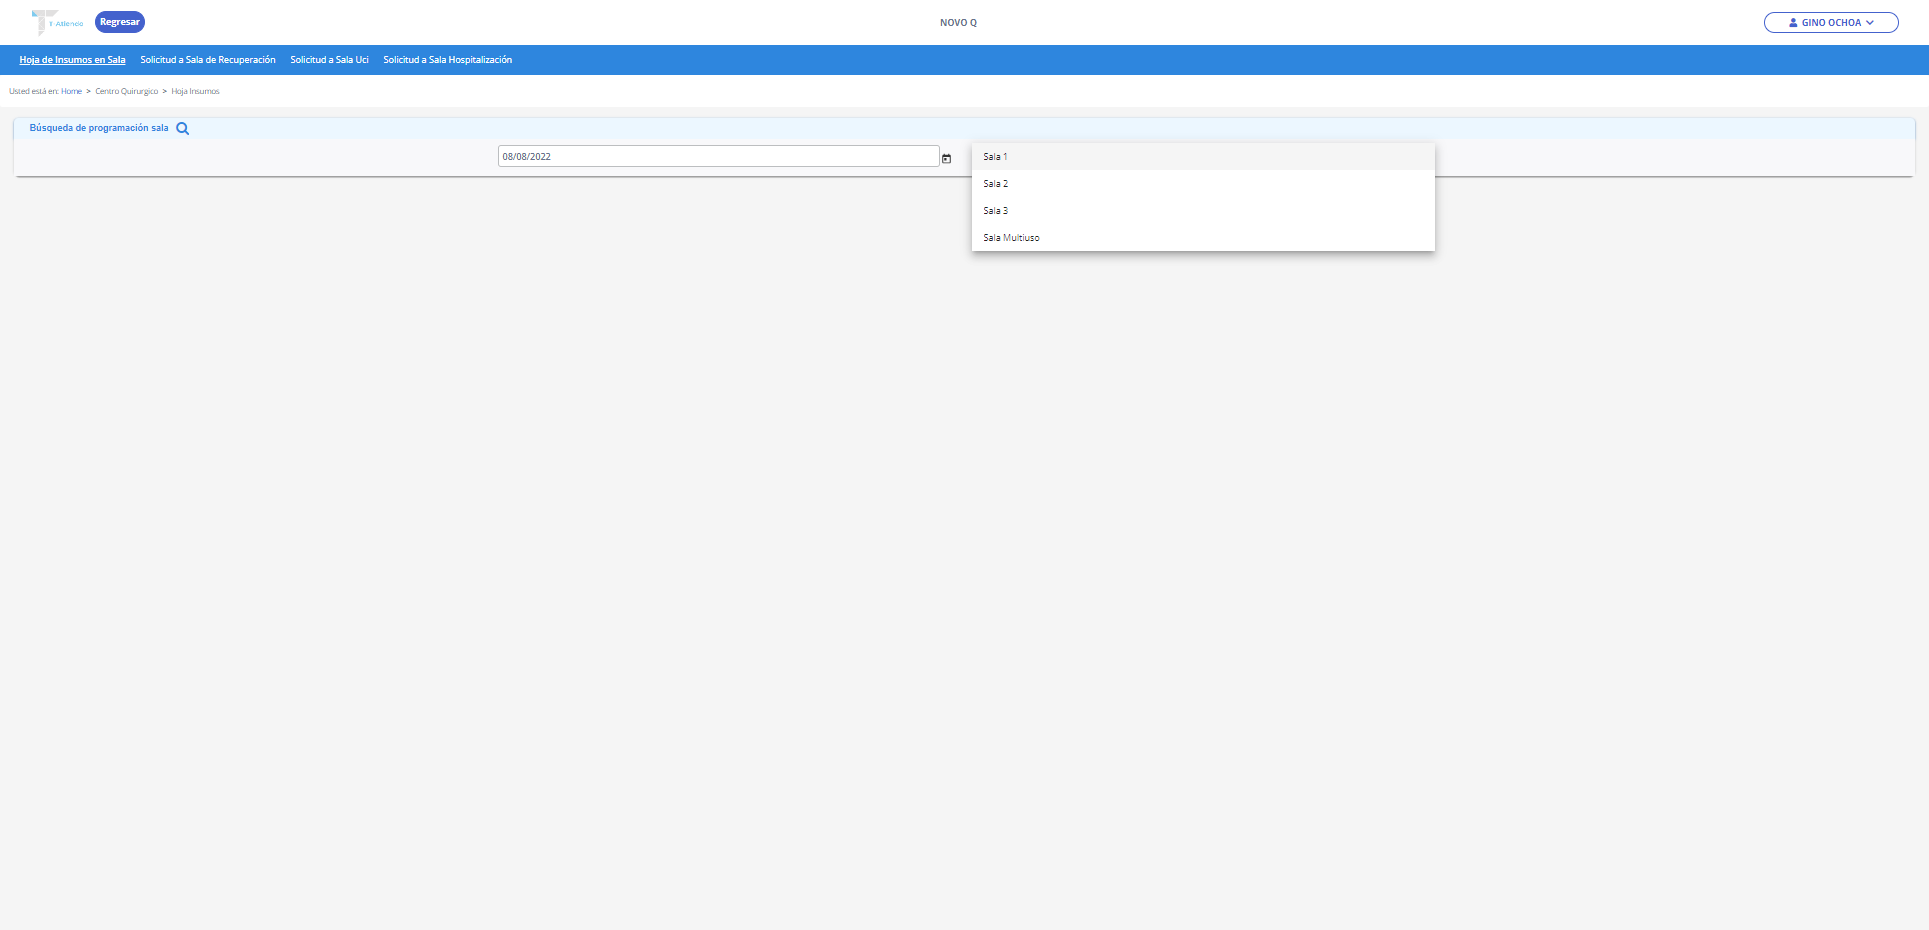 T-Atiendo
Regresar
NOVO Q
GINO OCHOA
Hoja de Insumos en Sala Solicitud a Sala de Recuperación Solicitud a Sala Uci Solicitud a Sala Hospitalización
Usted está en: Home > Centro Quirurgico > Hoja Insumos
Búsqueda de programación sala
08/08/2022
Sala 1
Sala 2
Sala 3
Sala Multiuso